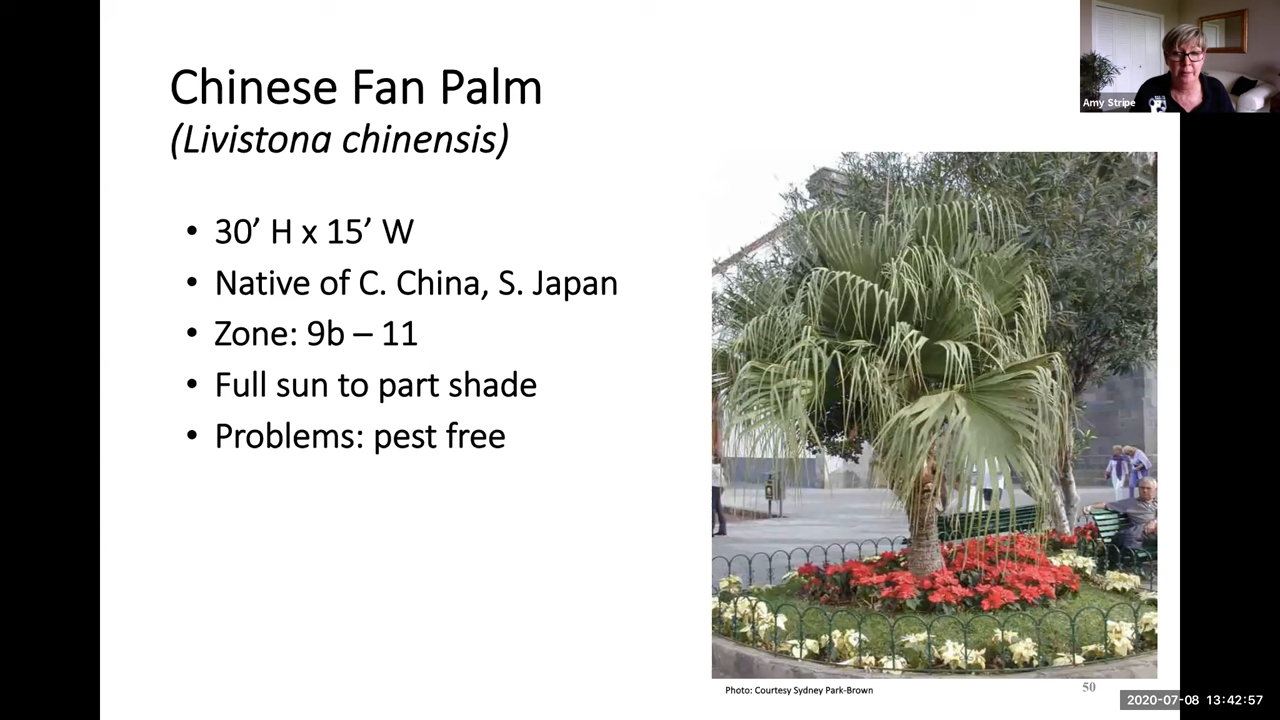 Chinese Fan Palm
(Livistona chinensis)
• 30’ H x 15’ W
• Native of C. China, S. Japan
• Zone: 9b – 11
• Full sun to part shade
• Problems: pest free
Amy Stripe
Photo: Courtesy Sydney Park-Brown
50
2020-07-08 13:42:57